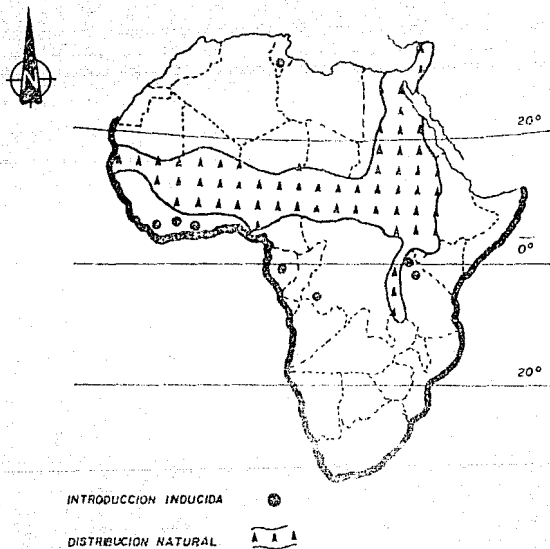 N
20°
0°
20°
INTRODUCCION INDUCIDA
DISTRIBUCION NATURAL